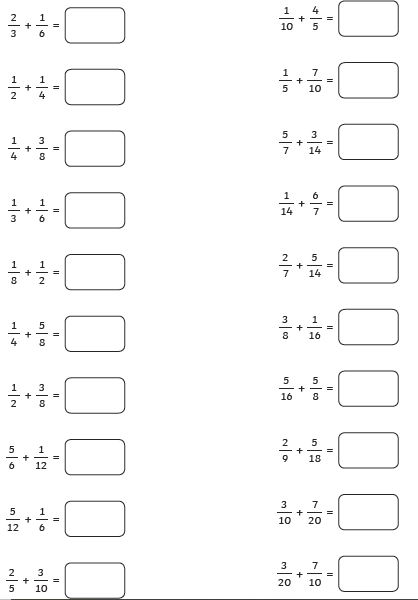 2/3 + 1/6 =
1/2 + 1/4 =
1/4 + 3/8 =
1/3 + 1/6 =
1/8 + 1/2 =
1/4 + 5/8 =
1/2 + 3/8 =
5/6 + 1/12 =
5/12 + 1/6 =
2/5 + 3/10 =
1/10 + 4/5 =
1/5 + 7/10 =
5/7 + 3/14 =
1/14 + 6/7 =
2/7 + 5/14 =
3/8 + 1/16 =
5/16 + 5/8 =
2/9 + 5/18 =
3/10 + 7/20 =
3/20 + 7/10 =